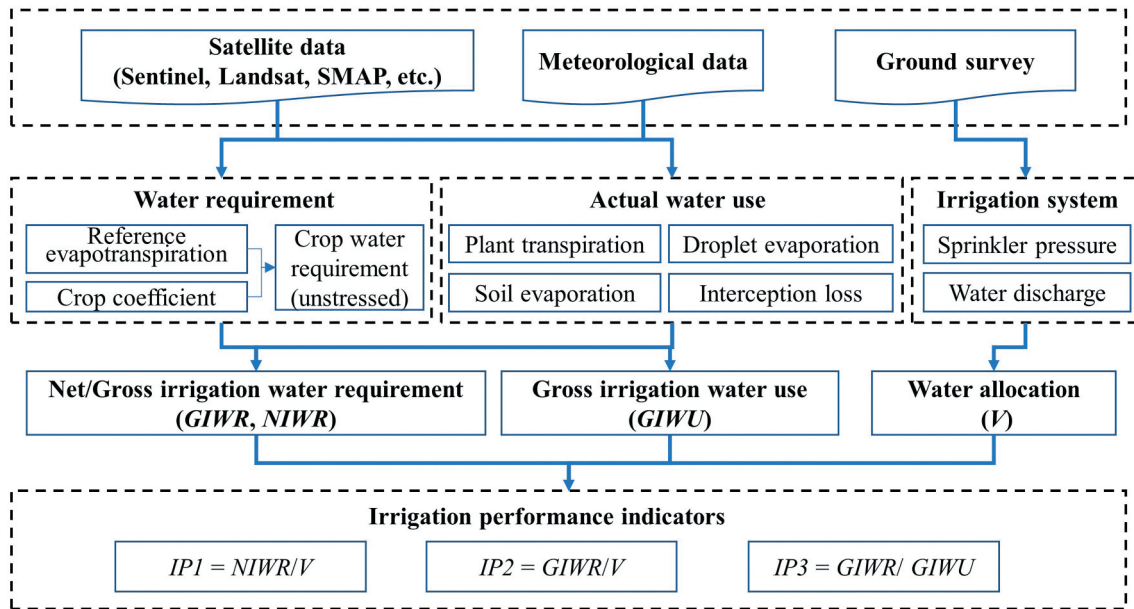 Satellite data
(Sentinel, Landsat, SMAP, etc.)
Meteorological data
Ground survey
Water requirement
Reference
evapotranspiration
Crop coefficient
Crop water
requirement
(unstressed)
Actual water use
Plant transpiration
Droplet evaporation
Soil evaporation
Interception loss
Irrigation system
Sprinkler pressure
Water discharge
Net/Gross irrigation water requirement
(GIWR, NIWR)
Gross irrigation water use
(GIWU)
Water allocation
(V)
Irrigation performance indicators
IP1 = NIWR/V
IP2 = GIWR/V
IP3 = GIWR/ GIWU